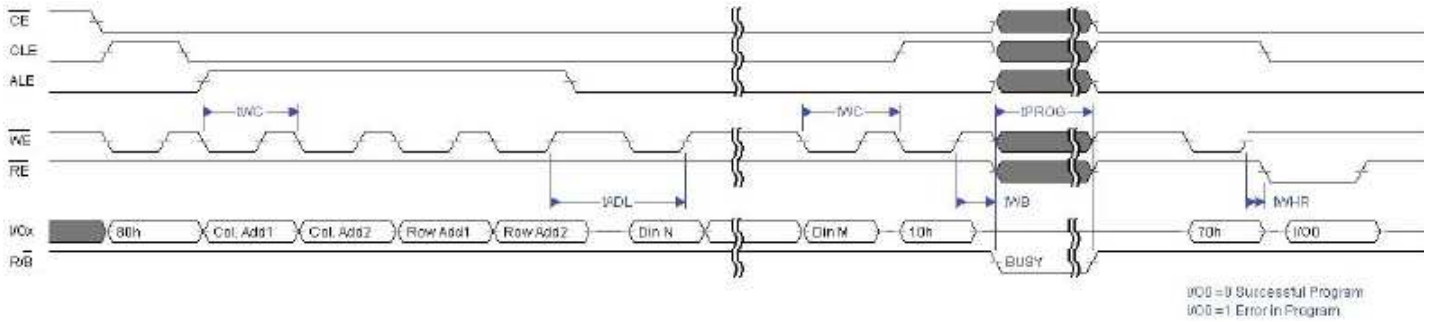 CE
CLE
ALE
tWC
tWC
tPROG
WE
RE
tADL
tWB
tWHR
I/Ox
80h
Col. Add1
Col. Add2
Row Add1
Row Add2
Din N
Din M
10h
70h
I/O0
R/B
BUSY
I/O0=0 Successful Program
I/O0=1 Error in Program